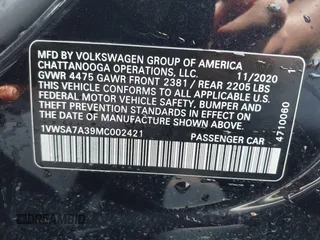 MFD BY VOLKSWAGEN GROUP OF AMERICA
CHATTANOOGA OPERATIONS, LLC. 11/2020 1
GVWR 4475 GAWR FRONT 2381 / REAR 2205 LBS
THIS VEHICLE CONFORMS TO ALL APPLICABLE U.S.
FEDERAL MOTOR VEHICLE SAFETY, BUMPER AND
THEFT PREVENTION STANDARDS IN EFFECT ON THE
DATE OF MANUFACTURE SHOWN ABOVE
1VWSA7A39MC002421 PASSENGER CAR
4710080
DREAMBID